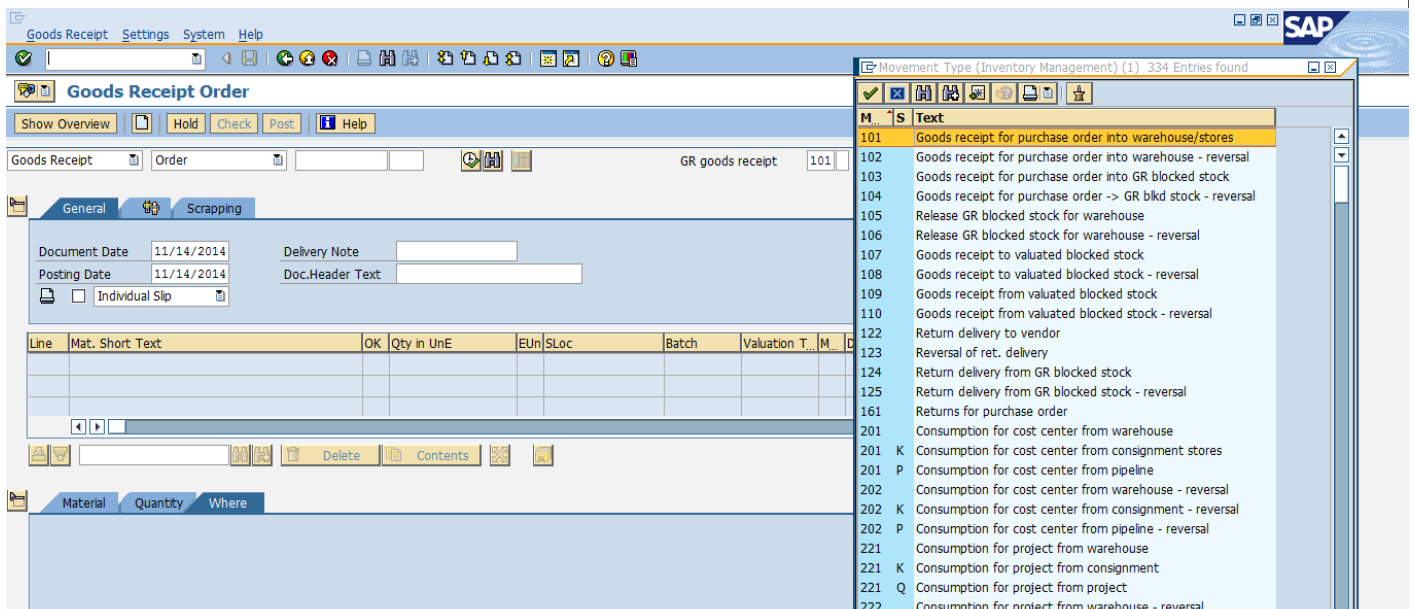 Goods Receipt Settings System Help
SAP
Goods Receipt Order
Show Overview Hold Check Post Help
Goods Receipt Order GR goods receipt 101
General Scrapping
Document Date 11/14/2014 Delivery Note
Posting Date 11/14/2014 Doc.Header Text
Individual Slip
Line Mat. Short Text OK Qty in UnE EUn SLoc Batch Valuation T... M... D
Delete Contents
Material Quantity Where
Movement Type (Inventory Management) (1) 334 Entries found
M... S Text
101 Goods receipt for purchase order into warehouse/stores
102 Goods receipt for purchase order into warehouse - reversal
103 Goods receipt for purchase order into GR blocked stock
104 Goods receipt for purchase order -> GR blkd stock - reversal
105 Release GR blocked stock for warehouse
106 Release GR blocked stock for warehouse - reversal
107 Goods receipt to valuated blocked stock
108 Goods receipt to valuated blocked stock - reversal
109 Goods receipt from valuated blocked stock
110 Goods receipt from valuated blocked stock - reversal
122 Return delivery to vendor
123 Reversal of ret. delivery
124 Return delivery from GR blocked stock
125 Return delivery from GR blocked stock - reversal
161 Returns for purchase order
201 Consumption for cost center from warehouse
201 K Consumption for cost center from consignment stores
201 P Consumption for cost center from pipeline
202 Consumption for cost center from warehouse - reversal
202 K Consumption for cost center from consignment - reversal
202 P Consumption for cost center from pipeline - reversal
221 Consumption for project from warehouse
221 K Consumption for project from consignment
221 Q Consumption for project from project
222 Consumption for project from warehouse - reversal